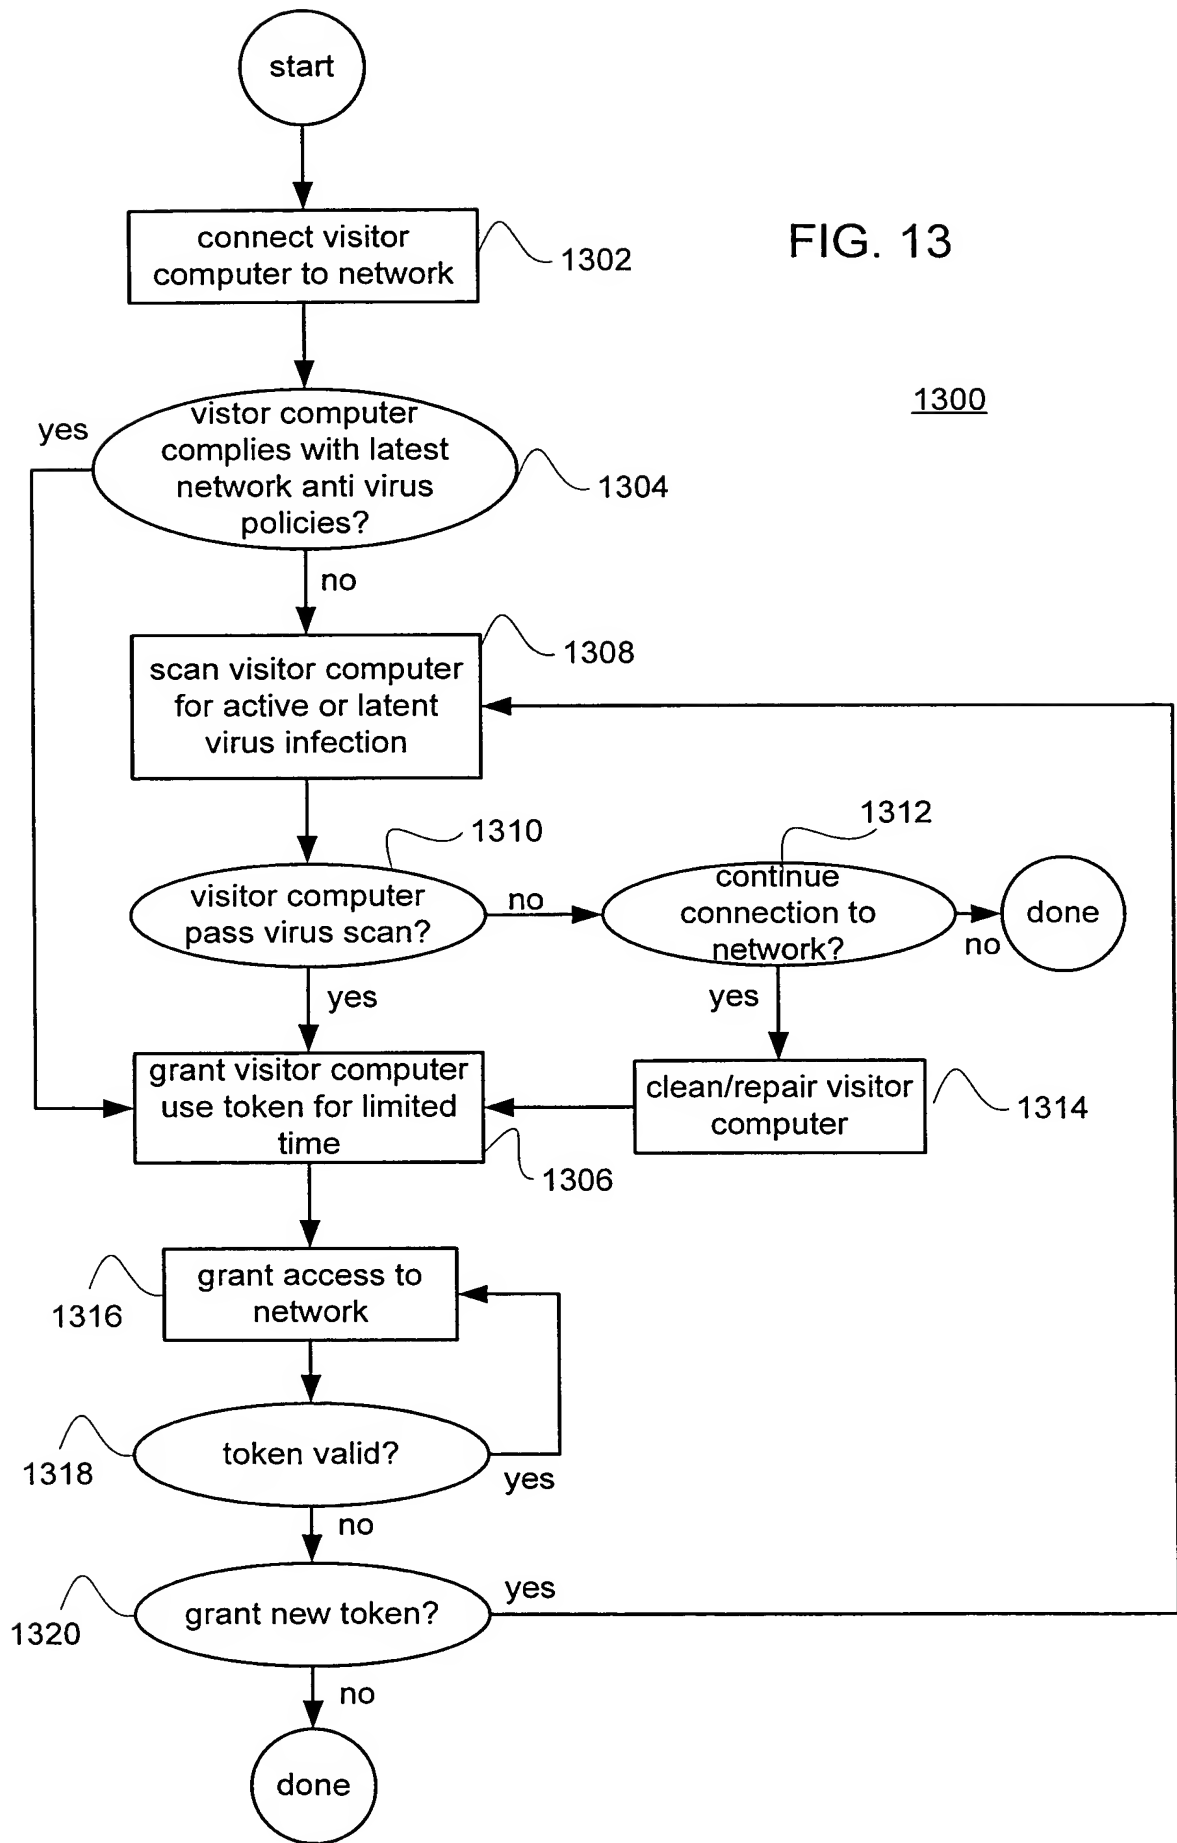 start
connect visitor
computer to network
1302
FIG. 13
1300
vistor computer
complies with latest
network anti virus
policies?
yes
1304
no
scan visitor computer
for active or latent
virus infection
1308
visitor computer
pass virus scan?
1310
no
continue
connection to
network?
1312
no
done
yes
yes
grant visitor computer
use token for limited
time
1306
clean/repair visitor
computer
1314
grant access to
network
1316
token valid?
1318
yes
no
grant new token?
1320
yes
no
done